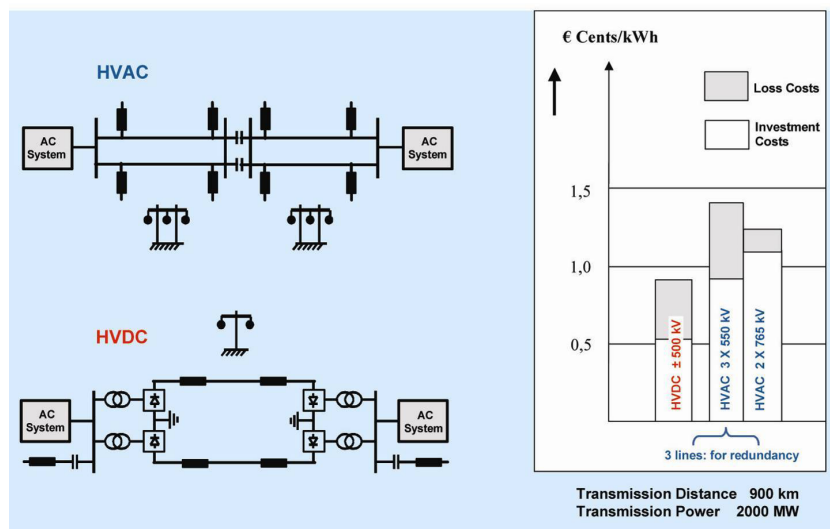 HVAC
AC
System
AC
System
HVDC
AC
System
AC
System
€ Cents/kWh
Loss Costs
Investment
Costs
1,5
1,0
0,5
HVDC ± 500 kV
HVAC 3 X 550 kV
HVAC 2 X 765 kV
3 lines: for redundancy
Transmission Distance 900 km
Transmission Power 2000 MW